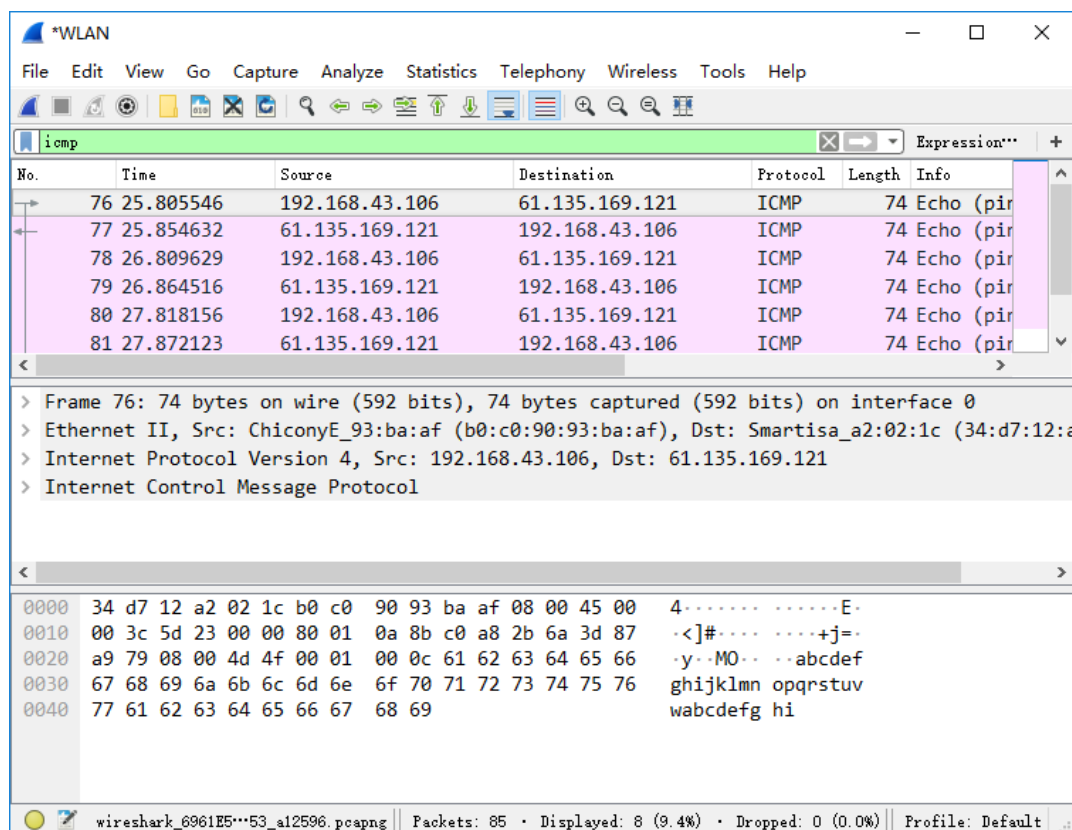 *WLAN
File Edit View Go Capture Analyze Statistics Telephony Wireless Tools Help
icmp Expression… +
No. Time Source Destination Protocol Length Info
76 25.805546 192.168.43.106 61.135.169.121 ICMP 74 Echo (pin
77 25.854632 61.135.169.121 192.168.43.106 ICMP 74 Echo (pin
78 26.809629 192.168.43.106 61.135.169.121 ICMP 74 Echo (pin
79 26.864516 61.135.169.121 192.168.43.106 ICMP 74 Echo (pin
80 27.818156 192.168.43.106 61.135.169.121 ICMP 74 Echo (pin
81 27.872123 61.135.169.121 192.168.43.106 ICMP 74 Echo (pin
> Frame 76: 74 bytes on wire (592 bits), 74 bytes captured (592 bits) on interface 0
> Ethernet II, Src: ChiconyE_93:ba:af (b0:c0:90:93:ba:af), Dst: Smartisa_a2:02:1c (34:d7:12:a
> Internet Protocol Version 4, Src: 192.168.43.106, Dst: 61.135.169.121
> Internet Control Message Protocol
0000 34 d7 12 a2 02 1c b0 c0 90 93 ba af 08 00 45 00 4······· ······E·
0010 00 3c 5d 23 00 00 80 01 0a 8b c0 a8 2b 6a 3d 87 ·<]#···· ····+j=·
0020 a9 79 08 00 4d 4f 00 01 00 0c 61 62 63 64 65 66 ·y··MO·· ··abcdef
0030 67 68 69 6a 6b 6c 6d 6e 6f 70 71 72 73 74 75 76 ghijklmn opqrstuv
0040 77 61 62 63 64 65 66 67 68 69 wabcdefg hi
wireshark_6961E5…53_a12596.pcapng Packets: 85 · Displayed: 8 (9.4%) · Dropped: 0 (0.0%) Profile: Default